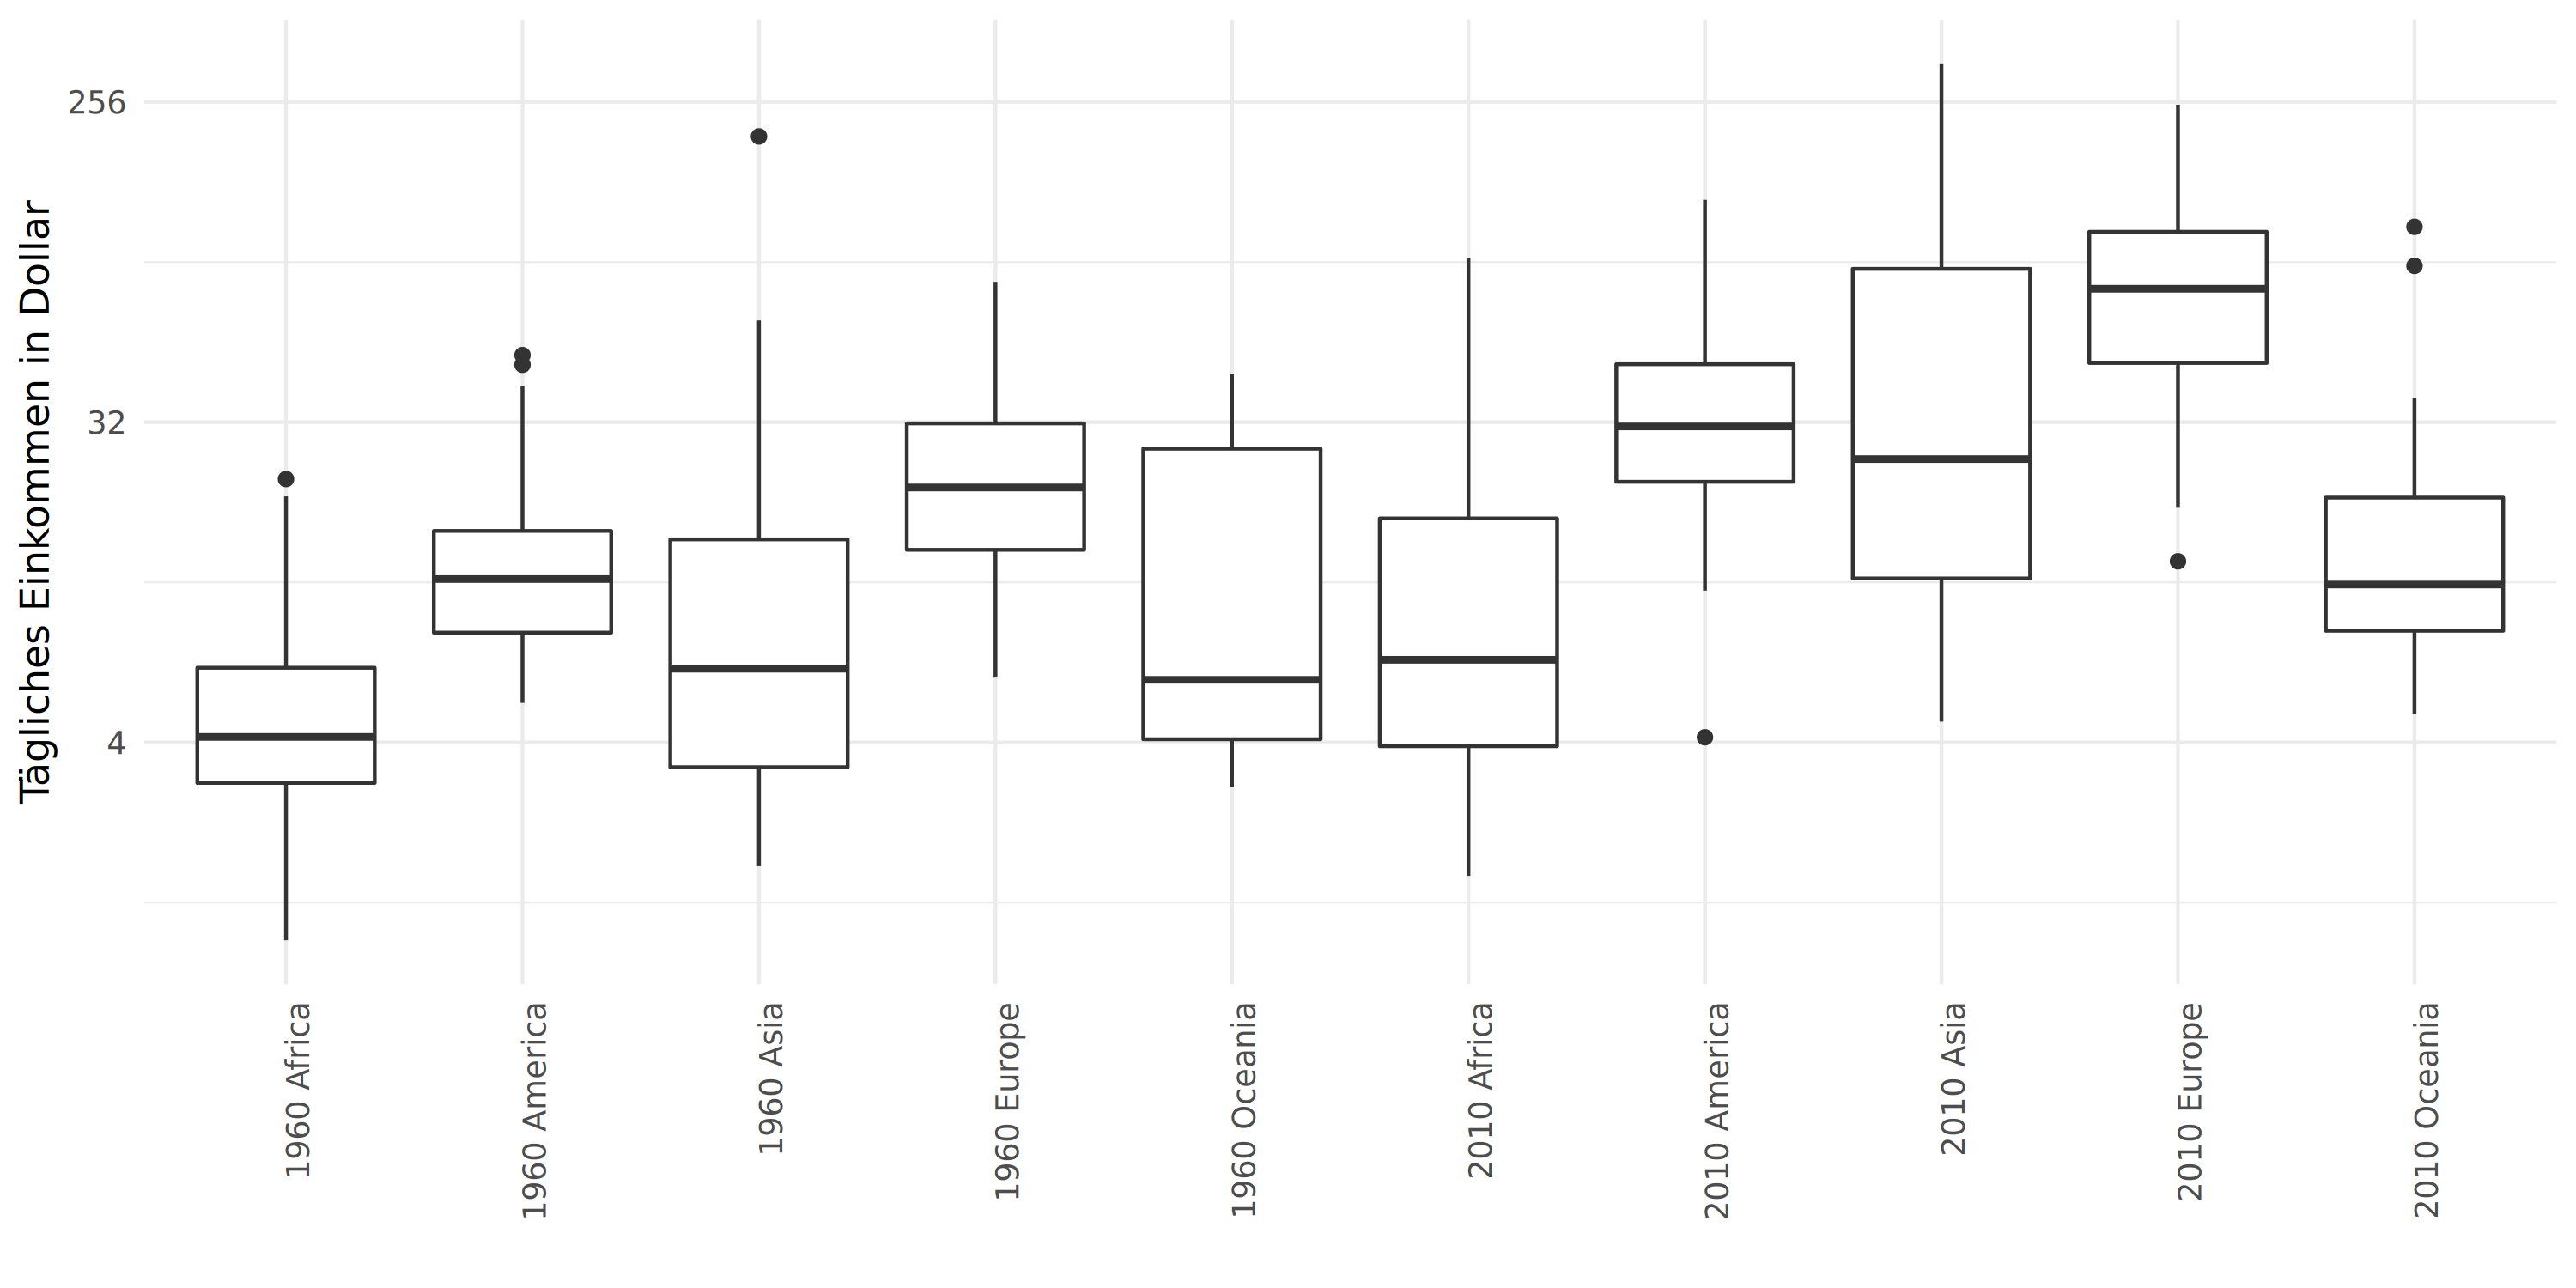 Tägliches Einkommen in Dollar
256
32
4
1960 Africa
1960 America
1960 Asia
1960 Europe
1960 Oceania
2010 Africa
2010 America
2010 Asia
2010 Europe
2010 Oceania